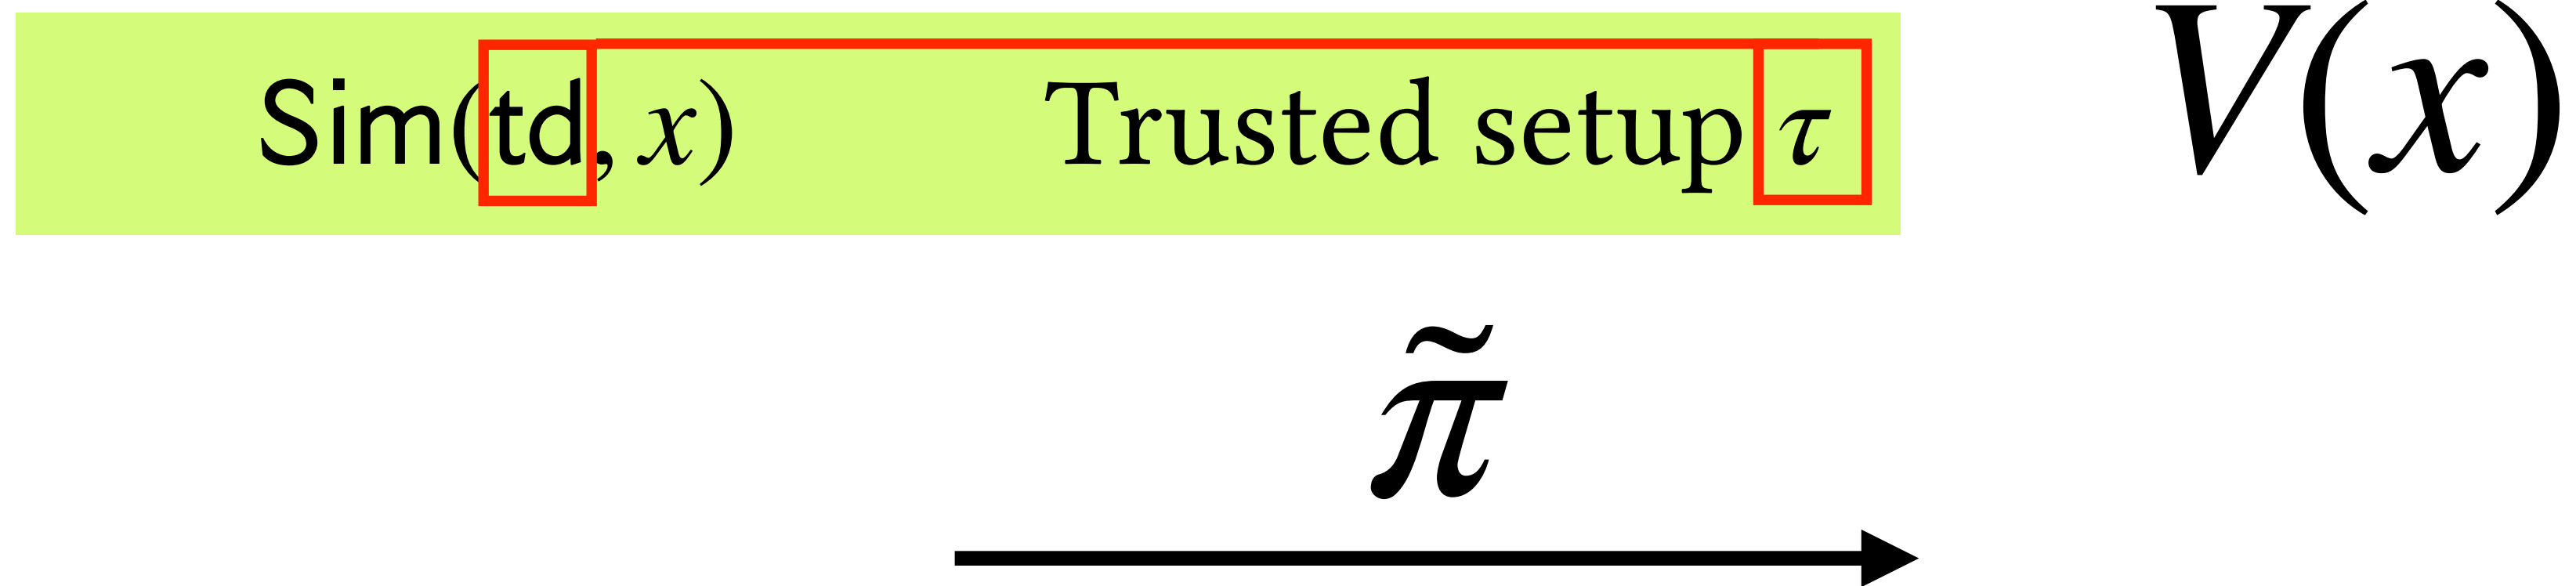 Sim(td, x) Trusted setup τ V(x)
π̃